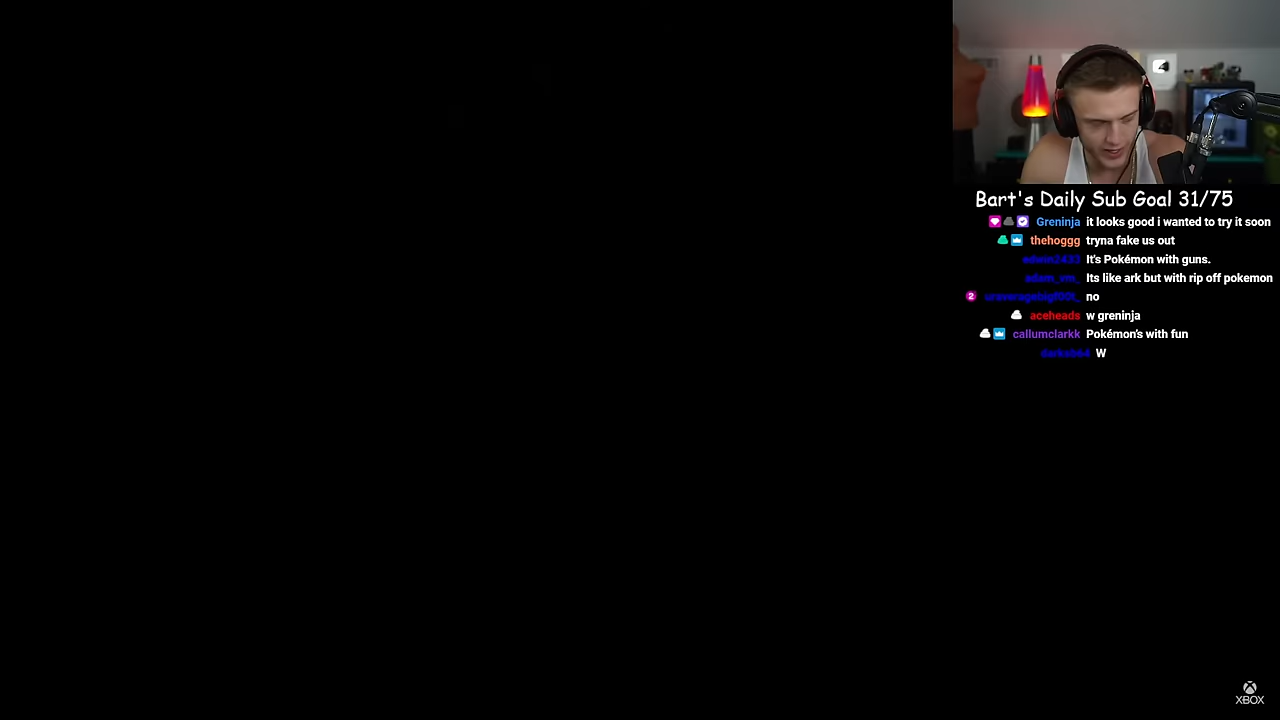 Bart's Daily Sub Goal 31/75
Greninja it looks good i wanted to try it soon
thehoggg tryna fake us out
edwin2433 It's Pokémon with guns.
Its like ark but with rip off pokemon
2 no
aceheads w greninja
callumclarkk Pokémon's with fun
W
XBOX